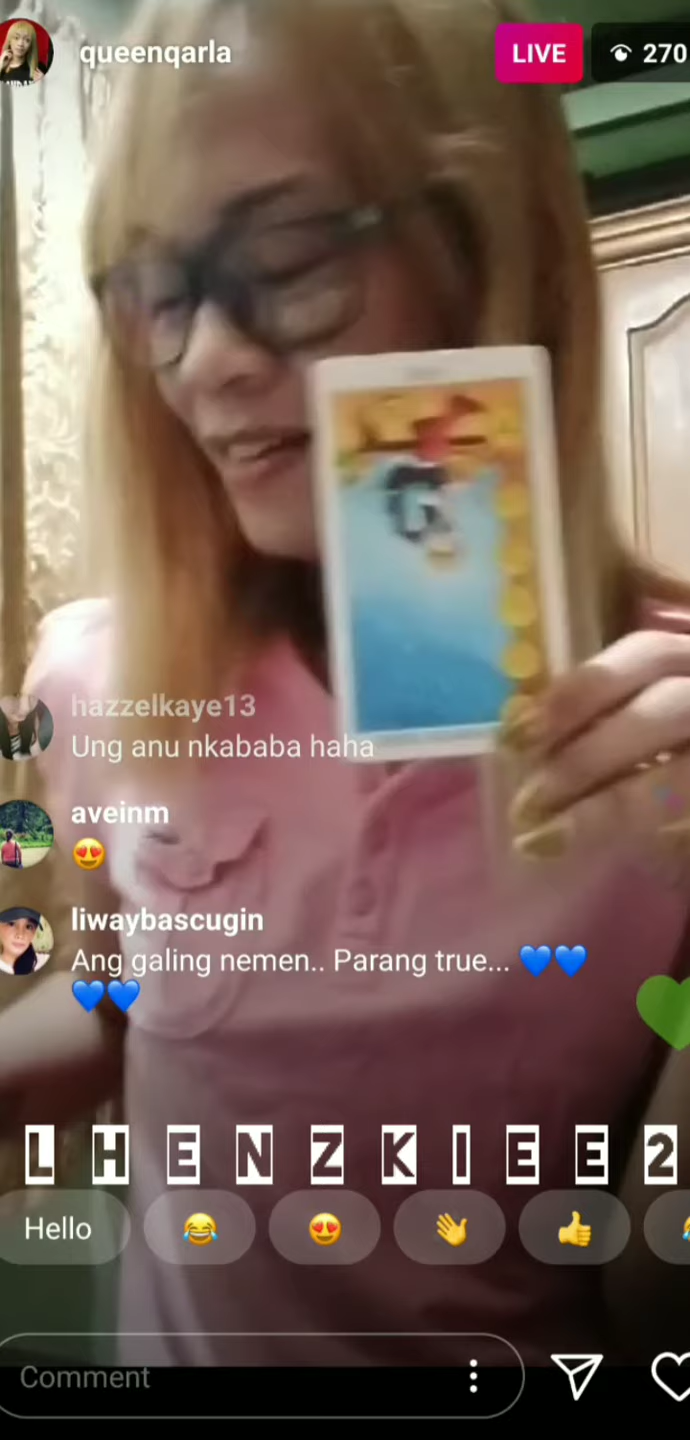 queenqarla
LIVE
270
hazzelkaye13
Ung anu nkababa haha
aveinm
😍
liwaybascugin
Ang galing nemen.. Parang true... 💙💙
💙💙
L H E N Z K I E E 2
Hello 😂 😍 👋 👍
Comment